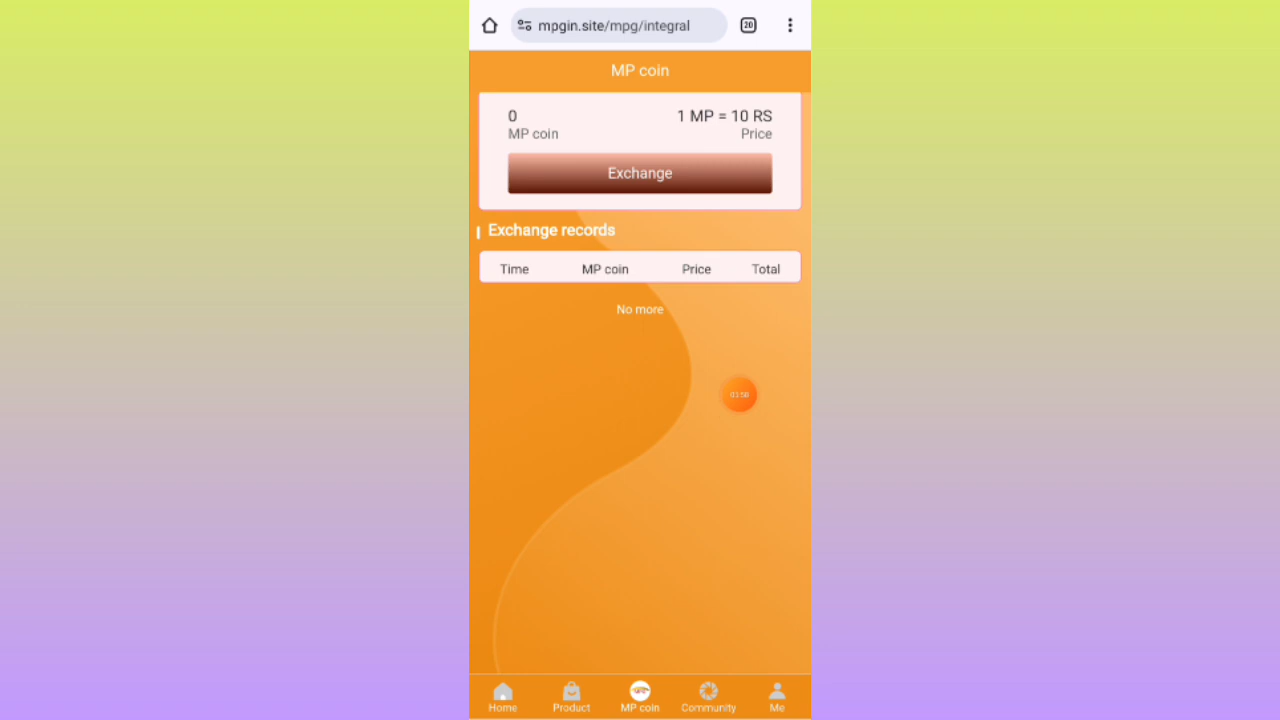 mpgin.site/mpg/integral
20
MP coin
0
1 MP = 10 RS
MP coin
Price
Exchange
Exchange records
Time MP coin Price Total
No more
Home Product MP coin Community Me